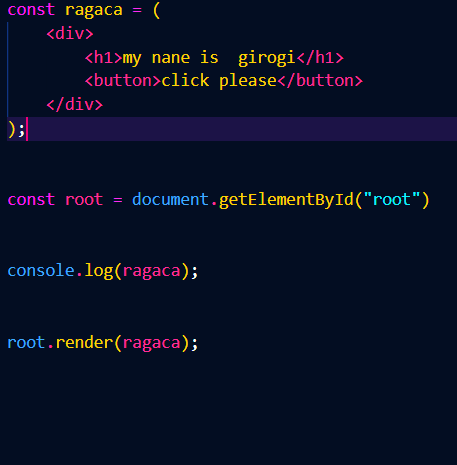 const ragaca = (
    <div>
        <h1>my nane is  girogi</h1>
        <button>click please</button>
    </div>
);
const root = document.getElementById("root")
console.log(ragaca);
root.render(ragaca);